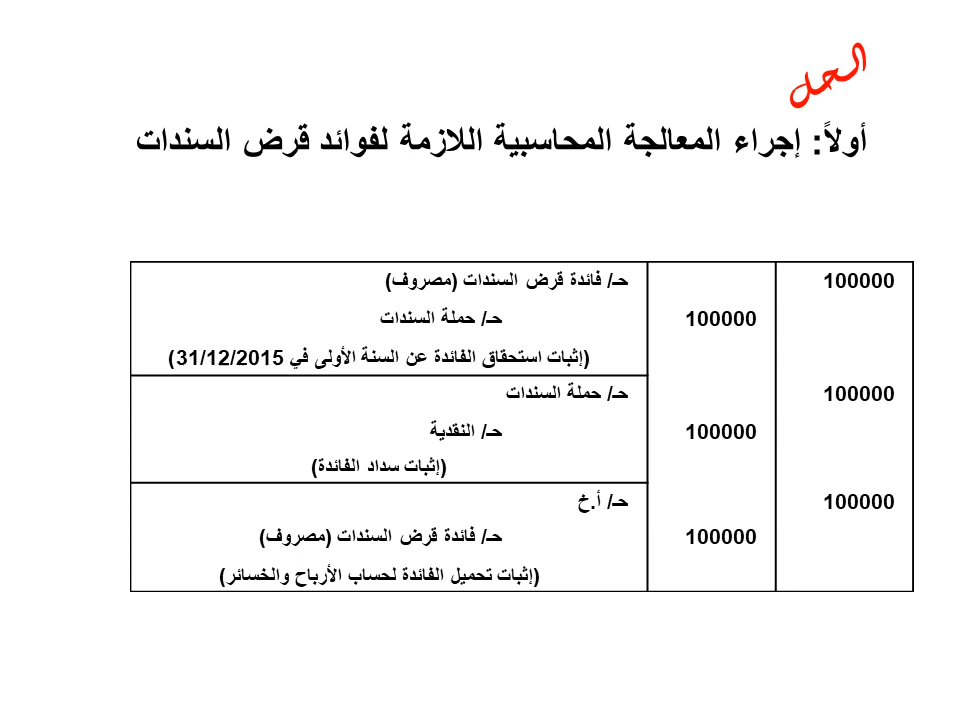 الحل
أولاً: إجراء المعالجة المحاسبية اللازمة لفوائد قرض السندات
100000 حـ/ فائدة قرض السندات (مصروف)
100000 حـ/ حملة السندات
(إثبات استحقاق الفائدة عن السنة الأولى في 31/12/2015)
100000 حـ/ حملة السندات
100000 حـ/ النقدية
(إثبات سداد الفائدة)
100000 حـ/ أ.خ
100000 حـ/ فائدة قرض السندات (مصروف)
(إثبات تحميل الفائدة لحساب الأرباح والخسائر)